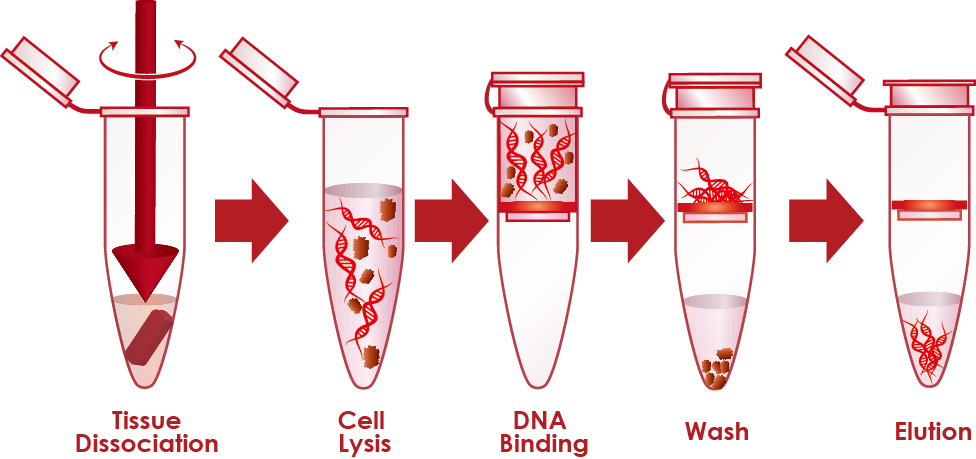 Tissue
Dissociation
Cell
Lysis
DNA
Binding
Wash
Elution